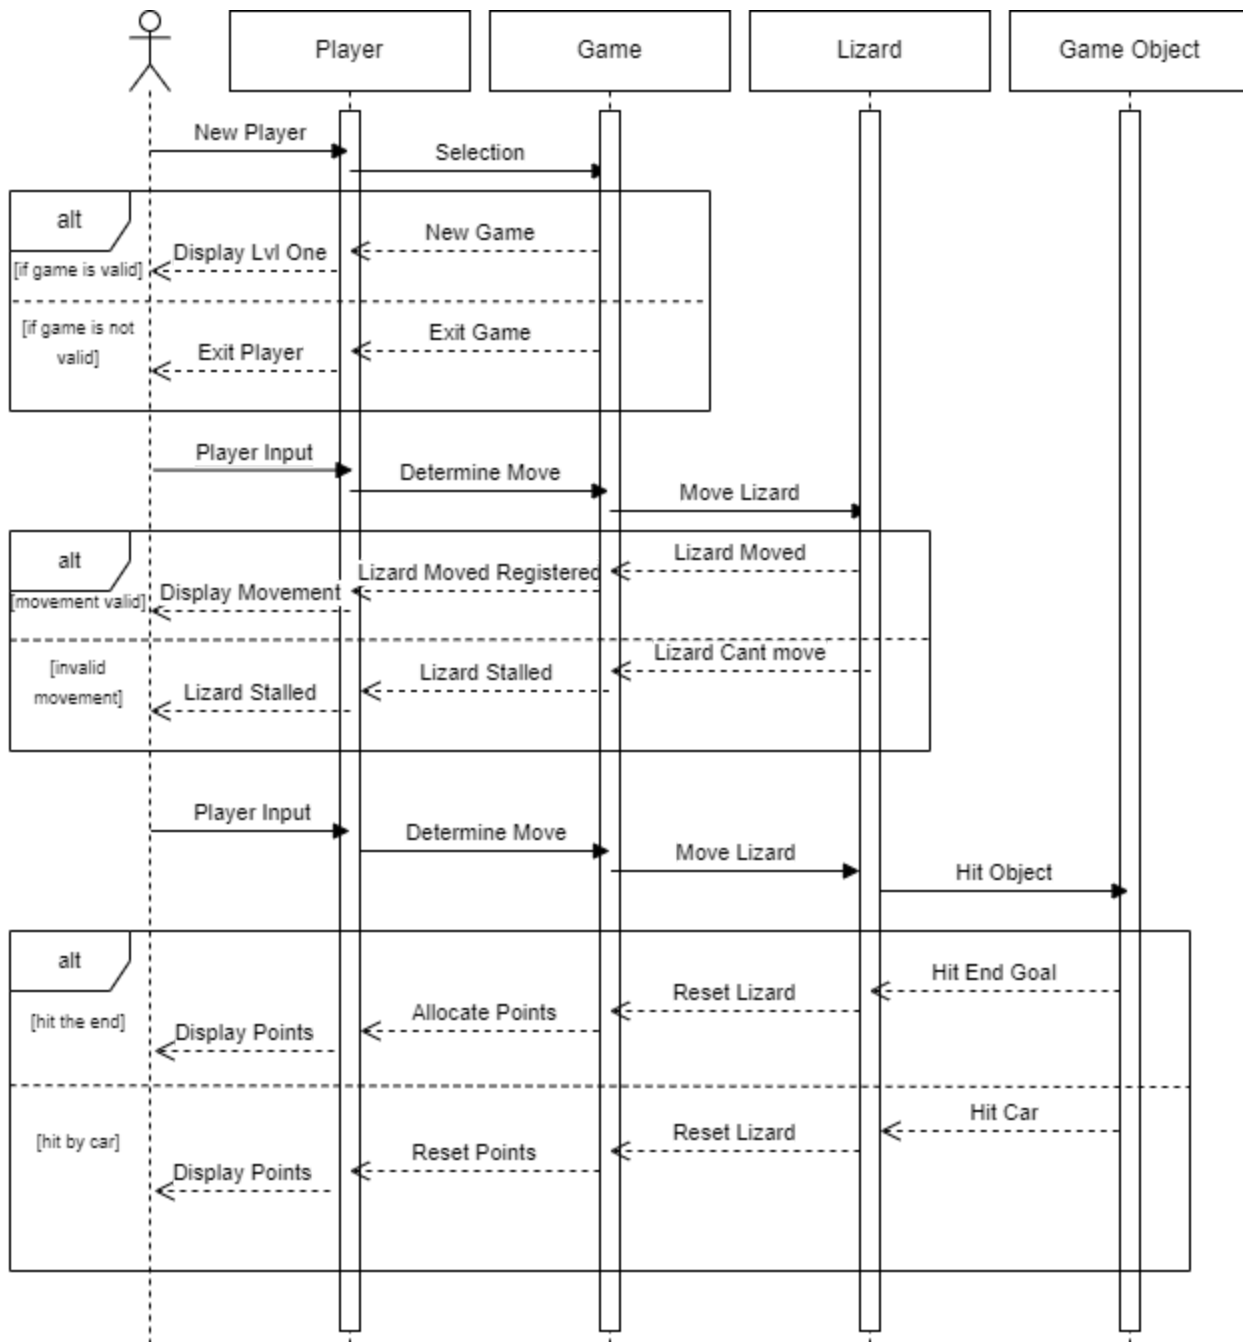 Player
Game
Lizard
Game Object
New Player
Selection
alt
New Game
Display Lvl One
[if game is valid]
[if game is not
valid]
Exit Game
Exit Player
Player Input
Determine Move
Move Lizard
alt
Lizard Moved
Lizard Moved Registered
Display Movement
[movement valid]
Lizard Cant move
[invalid
movement]
Lizard Stalled
Lizard Stalled
Player Input
Determine Move
Move Lizard
Hit Object
alt
Hit End Goal
Reset Lizard
Allocate Points
[hit the end]
Display Points
Hit Car
Reset Lizard
[hit by car]
Reset Points
Display Points